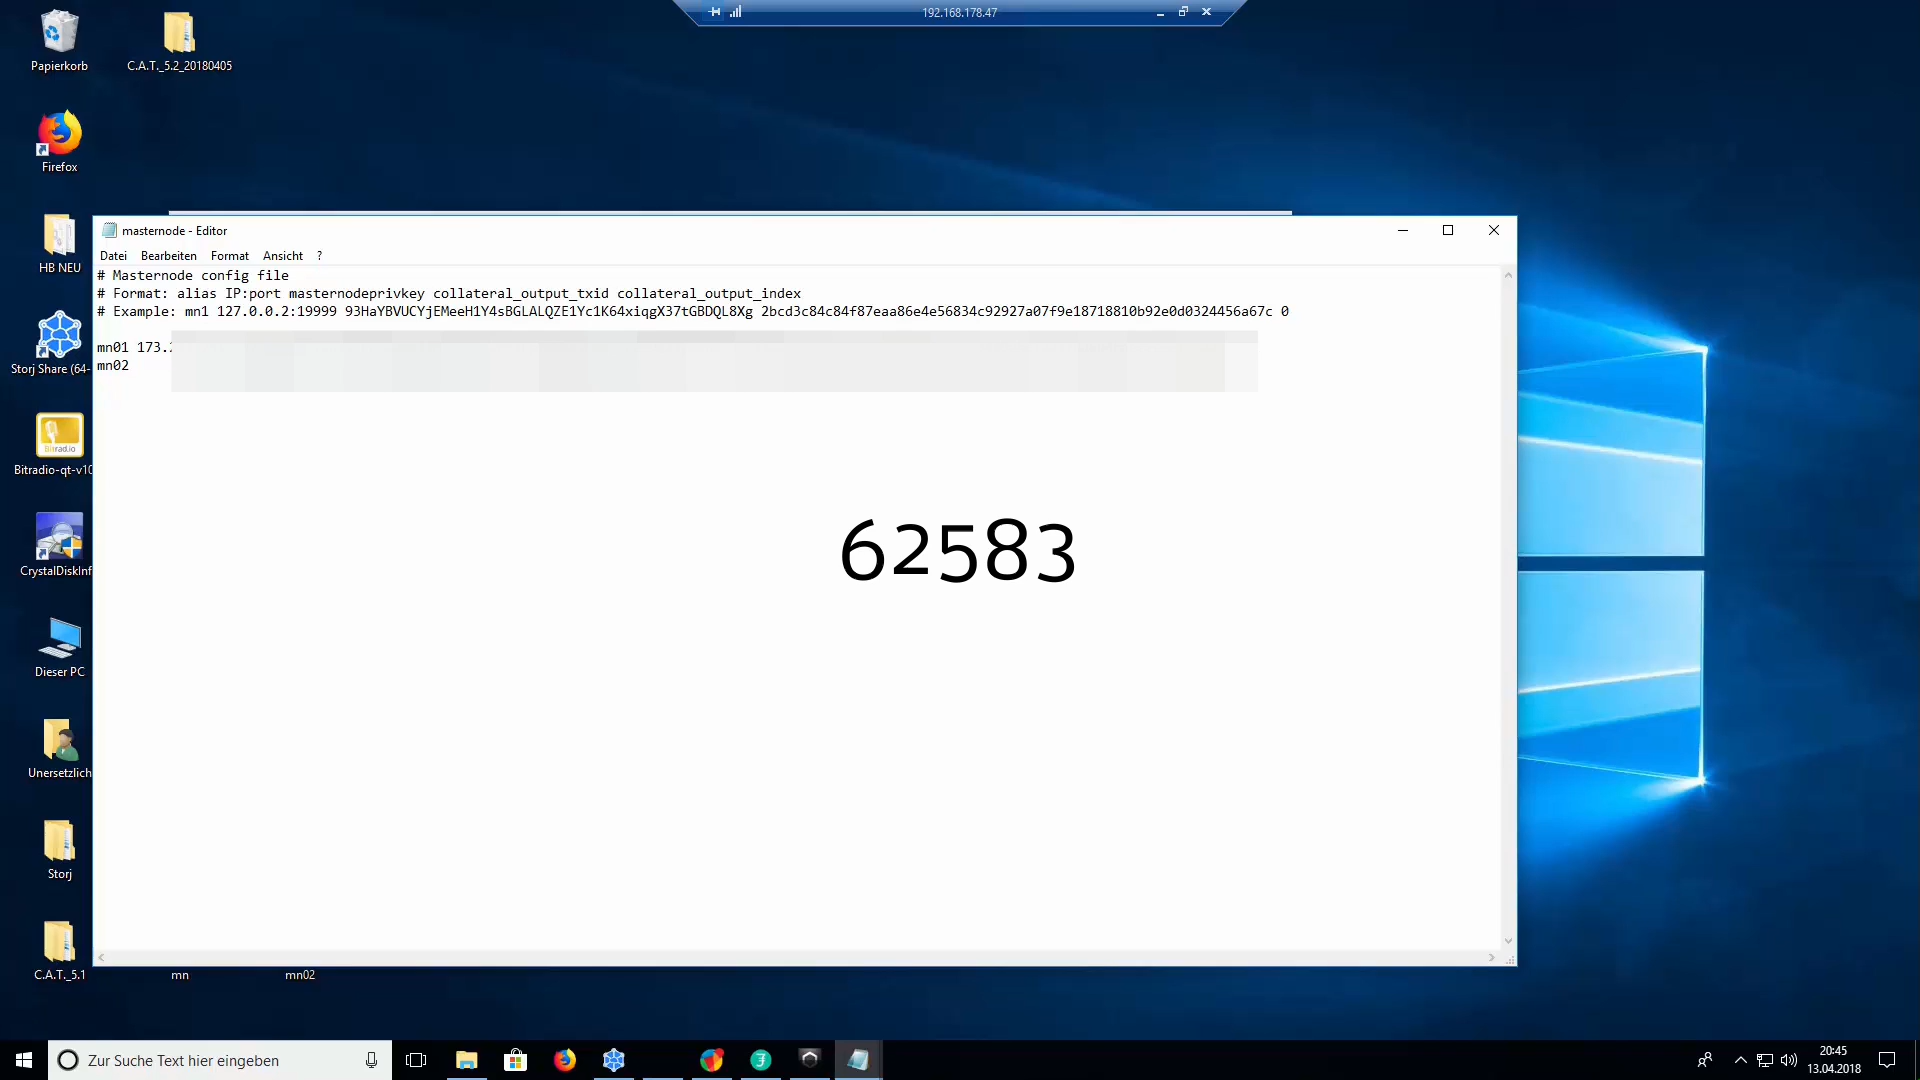 192.168.178.47
Papierkorb
C.A.T._5.2_20180405
Firefox
HB NEU
Storj Share (64-
Bitrad.io
Bitradio-qt-v10
CrystalDiskInf
Dieser PC
Unersetzlich
Storj
C.A.T._5.1
mn
mn02
masternode - Editor
Datei Bearbeiten Format Ansicht ?
# Masternode config file
# Format: alias IP:port masternodeprivkey collateral_output_txid collateral_output_index
# Example: mn1 127.0.0.2:19999 93HaYBVUCYjEMeeH1Y4sBGLALQZE1Yc1K64xiqgX37tGBDQL8Xg 2bcd3c84c84f87eaa86e4e56834c92927a07f9e18718810b92e0d0324456a67c 0
mn01 173.
mn02
62583
Zur Suche Text hier eingeben
20:45
13.04.2018